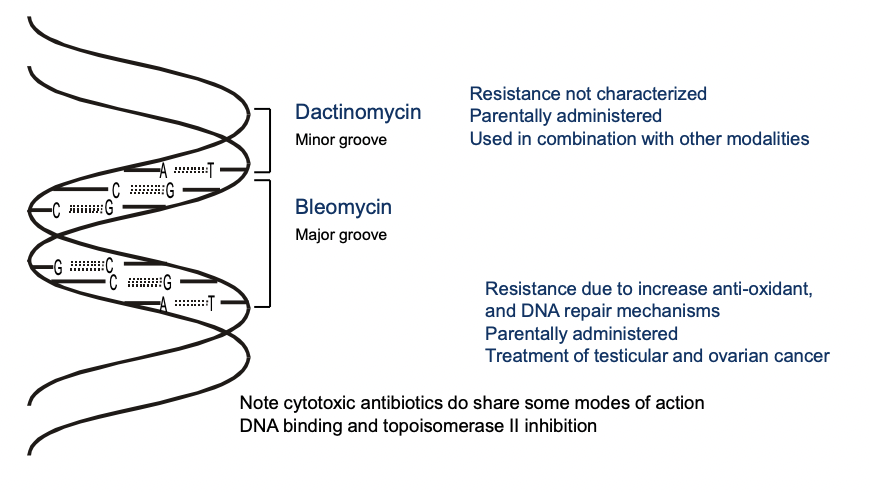 Dactinomycin
Minor groove
Resistance not characterized
Parentally administered
Used in combination with other modalities
A T
C G
C G
Bleomycin
Major groove
G C
C G
A T
Resistance due to increase anti-oxidant,
and DNA repair mechanisms
Parentally administered
Treatment of testicular and ovarian cancer
Note cytotoxic antibiotics do share some modes of action
DNA binding and topoisomerase II inhibition